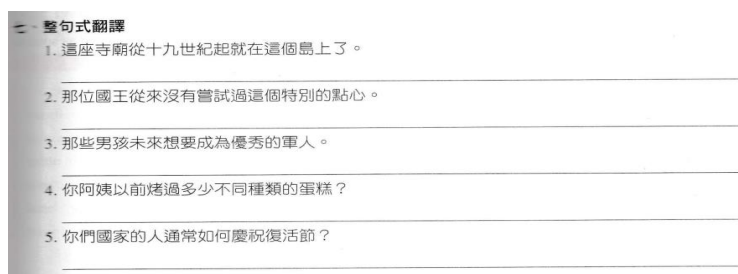 七、整句式翻譯
1. 這座寺廟從十九世紀起就在這個島上了。
2. 那位國王從來沒有嘗試過這個特別的點心。
3. 那些男孩未來想要成為優秀的軍人。
4. 你阿姨以前烤過多少不同種類的蛋糕？
5. 你們國家的人通常如何慶祝復活節？